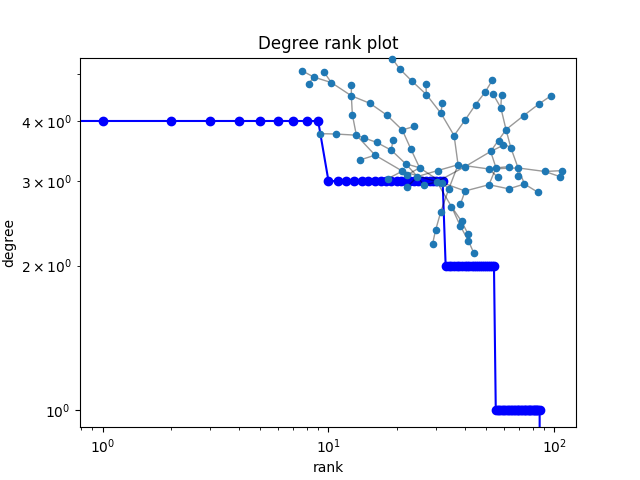 Degree rank plot
degree
4 × 10⁰
3 × 10⁰
2 × 10⁰
10⁰
10⁰ 10¹ 10²
rank